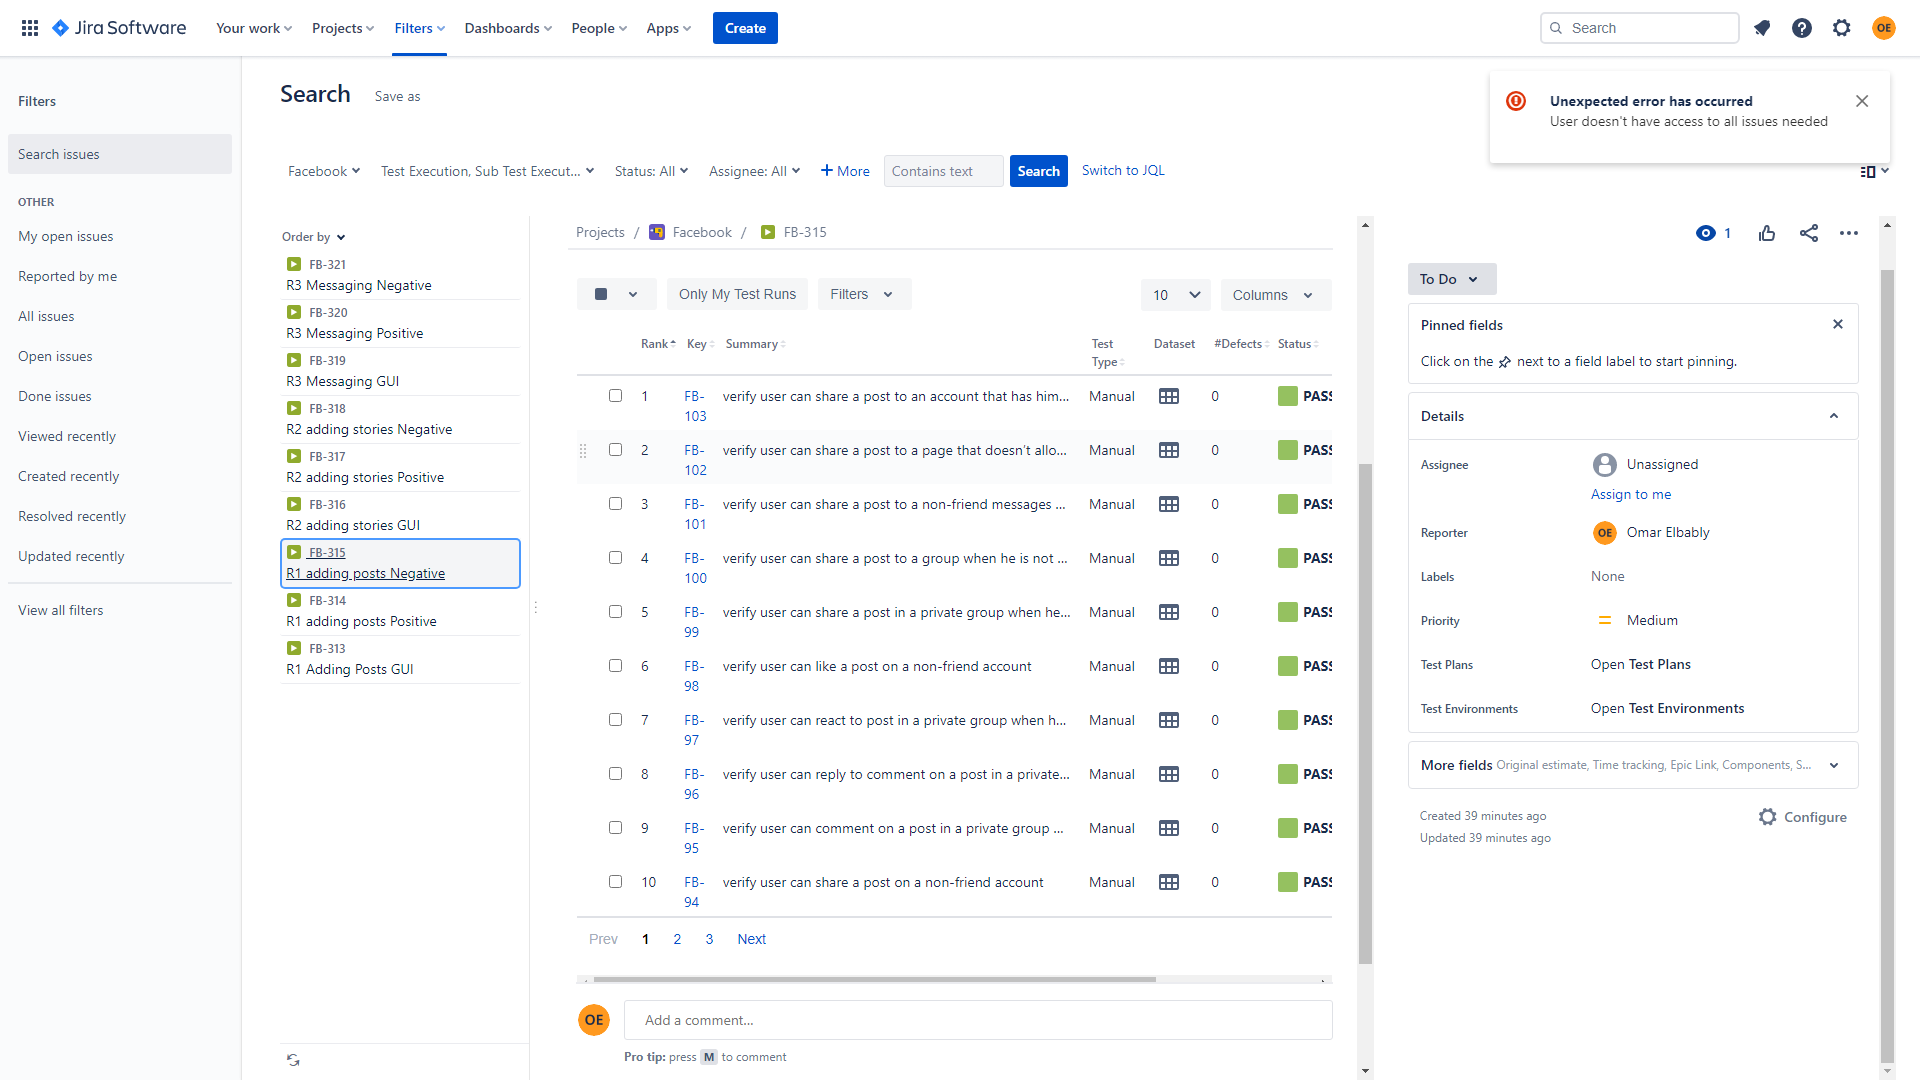 Jira Software
Your work
Projects
Filters
Dashboards
People
Apps
Create
Search
OE
Filters
Search issues
OTHER
My open issues
Reported by me
All issues
Open issues
Done issues
Viewed recently
Created recently
Resolved recently
Updated recently
View all filters
Search
Save as
Unexpected error has occurred
User doesn't have access to all issues needed
Facebook
Test Execution, Sub Test Execut...
Status: All
Assignee: All
More
Contains text
Search
Switch to JQL
Order by
FB-321
R3 Messaging Negative
FB-320
R3 Messaging Positive
FB-319
R3 Messaging GUI
FB-318
R2 adding stories Negative
FB-317
R2 adding stories Positive
FB-316
R2 adding stories GUI
FB-315
R1 adding posts Negative
FB-314
R1 adding posts Positive
FB-313
R1 Adding Posts GUI
Projects / Facebook / FB-315
Only My Test Runs
Filters
10
Columns
Rank Key Summary Test Type Dataset #Defects Status
1 FB-103 verify user can share a post to an account that has him... Manual 0 PASS
2 FB-102 verify user can share a post to a page that doesn't allo... Manual 0 PASS
3 FB-101 verify user can share a post to a non-friend messages ... Manual 0 PASS
4 FB-100 verify user can share a post to a group when he is not ... Manual 0 PASS
5 FB-99 verify user can share a post in a private group when he... Manual 0 PASS
6 FB-98 verify user can like a post on a non-friend account Manual 0 PASS
7 FB-97 verify user can react to post in a private group when h... Manual 0 PASS
8 FB-96 verify user can reply to comment on a post in a private... Manual 0 PASS
9 FB-95 verify user can comment on a post in a private group ... Manual 0 PASS
10 FB-94 verify user can share a post on a non-friend account Manual 0 PASS
Prev 1 2 3 Next
OE
Add a comment...
Pro tip: press M to comment
1
To Do
Pinned fields
Click on the next to a field label to start pinning.
Details
Assignee
Unassigned
Assign to me
Reporter
OE
Omar Elbably
Labels
None
Priority
Medium
Test Plans
Open Test Plans
Test Environments
Open Test Environments
More fields Original estimate, Time tracking, Epic Link, Components, S...
Created 39 minutes ago
Updated 39 minutes ago
Configure